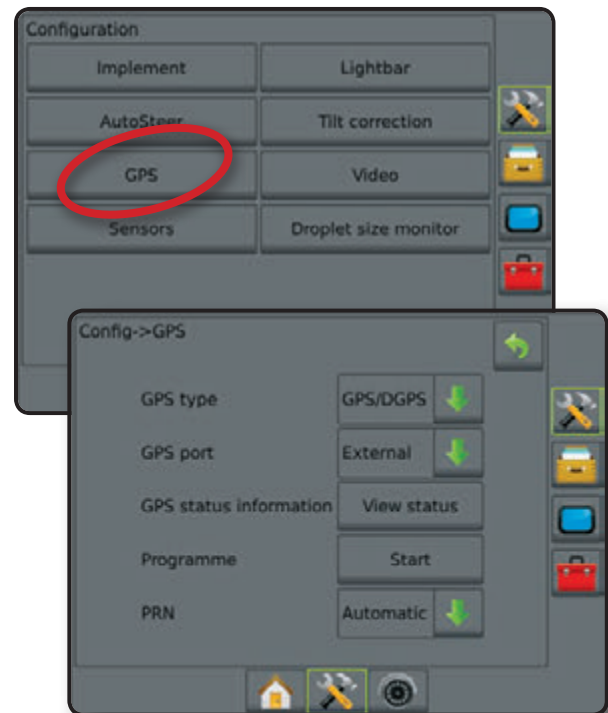 Configuration
Implement Lightbar
AutoSteer Tilt correction
GPS Video
Sensors Droplet size monitor
Config->GPS
GPS type GPS/DGPS
GPS port External
GPS status information View status
Programme Start
PRN Automatic